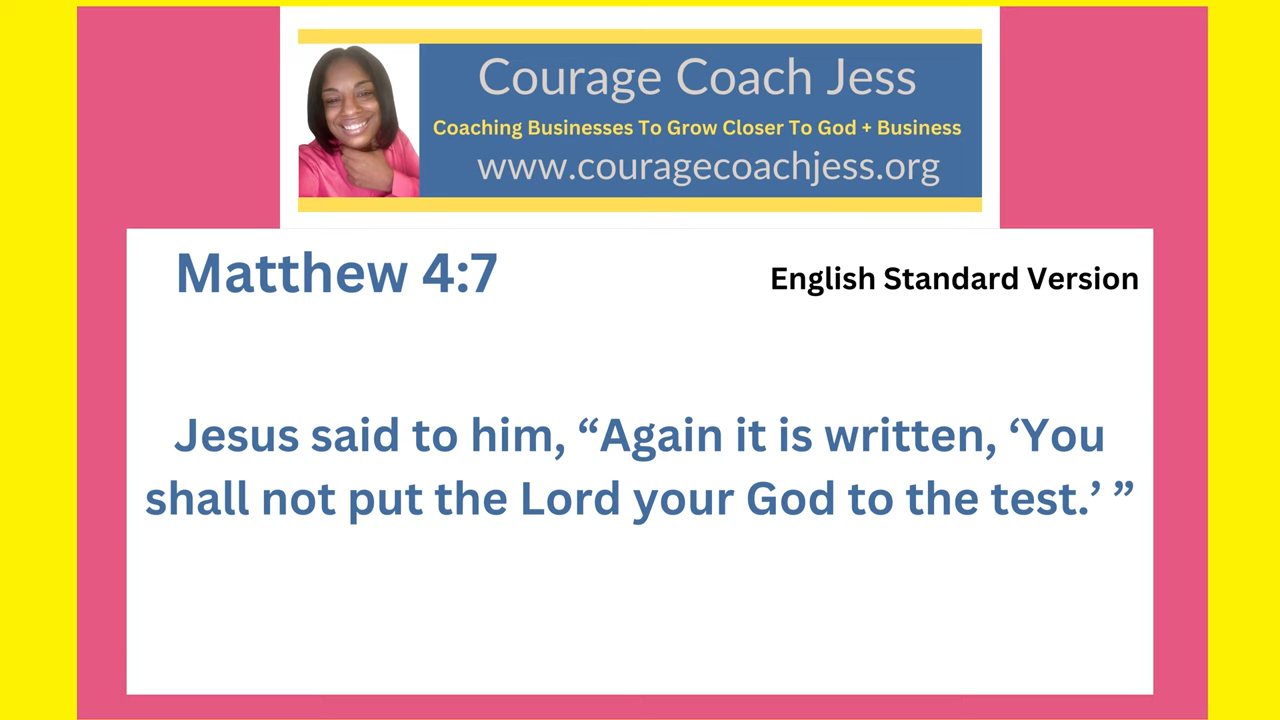 Courage Coach Jess
Coaching Businesses To Grow Closer To God + Business
www.couragecoachjess.org
Matthew 4:7
English Standard Version
Jesus said to him, “Again it is written, ‘You
shall not put the Lord your God to the test.’ ”